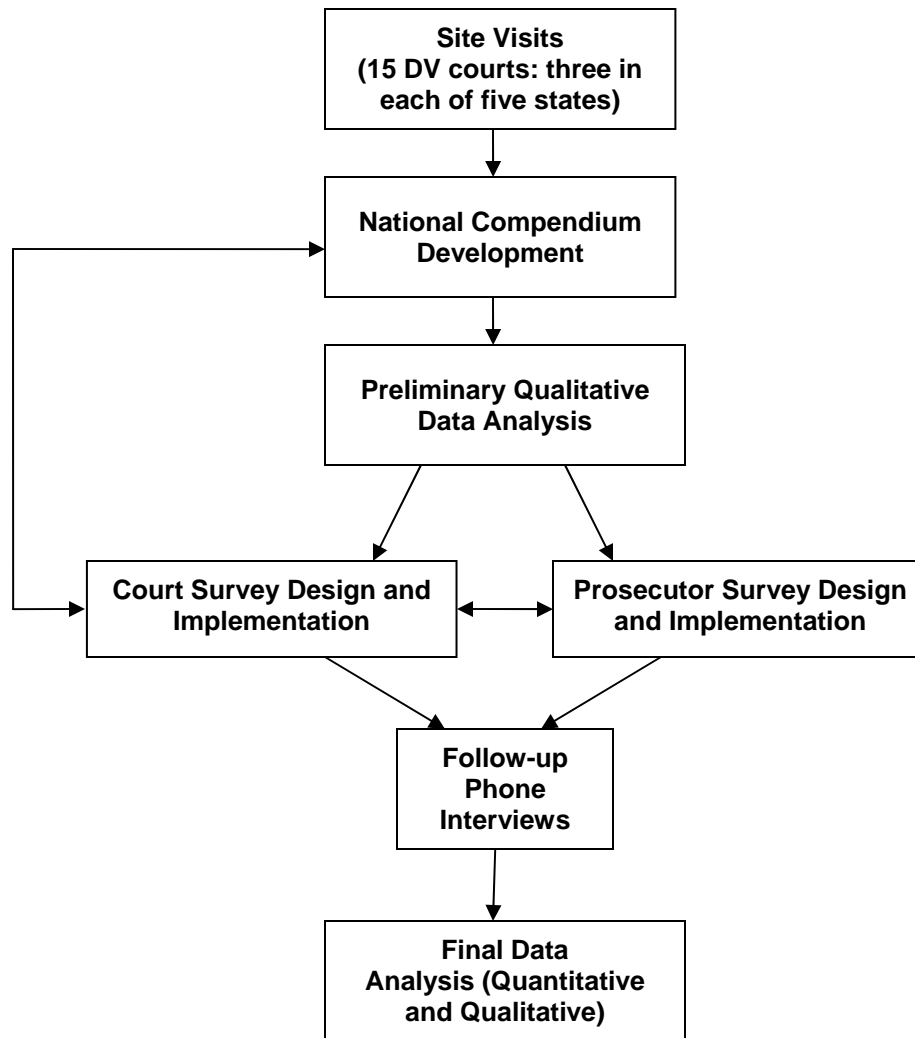 Site Visits
(15 DV courts: three in
each of five states)
National Compendium
Development
Preliminary Qualitative
Data Analysis
Court Survey Design and
Implementation
Prosecutor Survey Design
and Implementation
Follow-up
Phone
Interviews
Final Data
Analysis (Quantitative
and Qualitative)